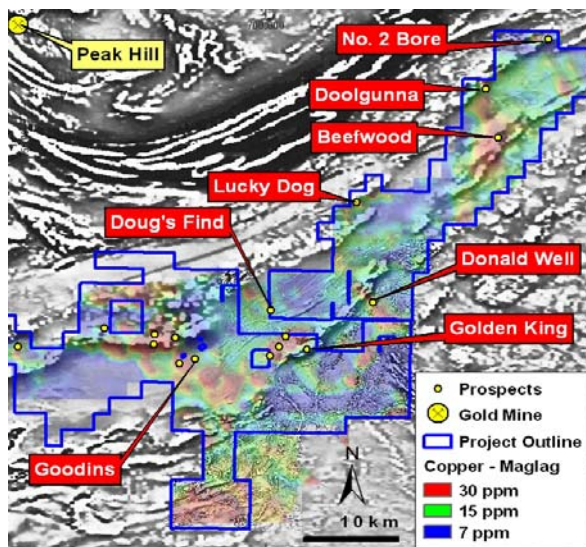 No. 2 Bore
Peak Hill
Doolgunna
Beefwood
Lucky Dog
Doug's Find
Donald Well
Golden King
Goodins
Prospects
Gold Mine
Project Outline
Copper - Maglag
30 ppm
15 ppm
7 ppm
N
10 km